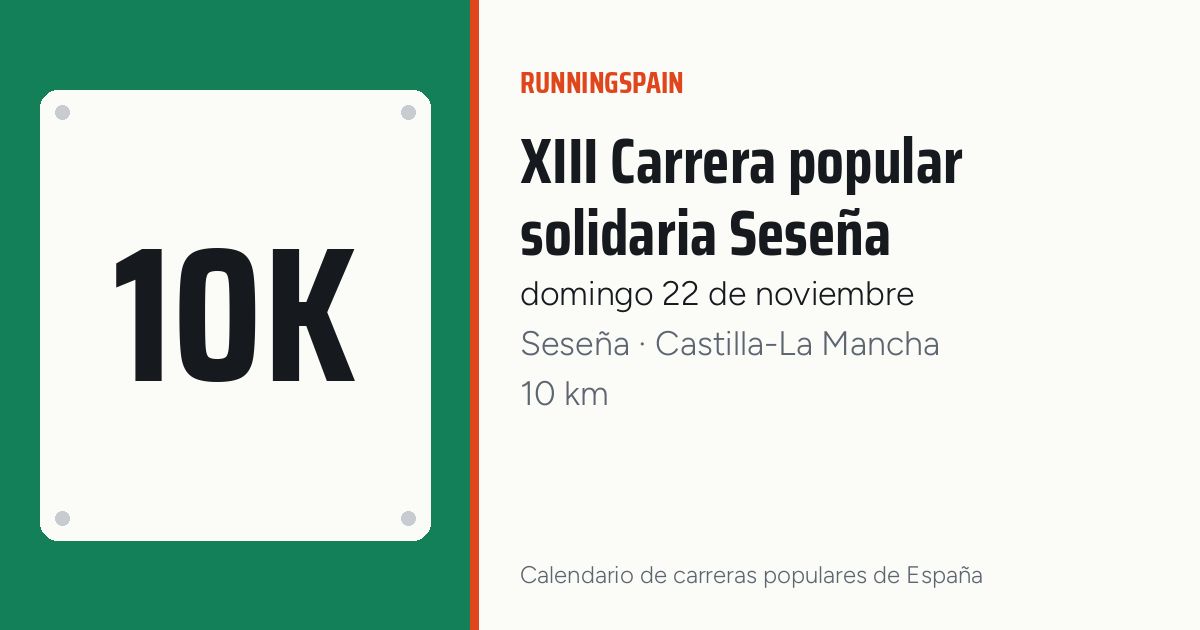 10K
RUNNINGSPAIN
XIII Carrera popular
solidaria Seseña
domingo 22 de noviembre
Seseña · Castilla-La Mancha
10 km
Calendario de carreras populares de España